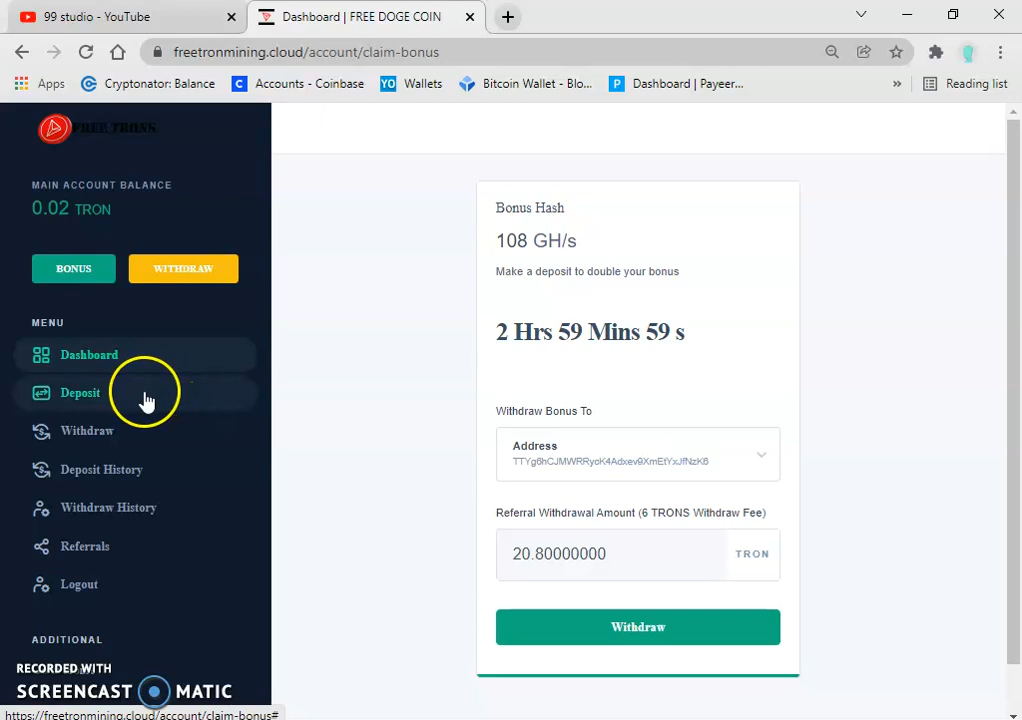 99 studio - YouTube
Dashboard | FREE DOGE COIN
freetronmining.cloud/account/claim-bonus
Apps
Cryptonator: Balance
Accounts - Coinbase
YO Wallets
Bitcoin Wallet - Blo...
Dashboard | Payeer...
»
Reading list
FREE TRONS
MAIN ACCOUNT BALANCE
0.02 TRON
BONUS
WITHDRAW
MENU
Dashboard
Deposit
Withdraw
Deposit History
Withdraw History
Referrals
Logout
ADDITIONAL
RECORDED WITH
SCREENCAST MATIC
https://freetronmining.cloud/account/claim-bonus#
Bonus Hash
108 GH/s
Make a deposit to double your bonus
2 Hrs 59 Mins 59 s
Withdraw Bonus To
Address
TTYg6hCJMWRRycK4Adxev9XmEtYxJfNzK6
Referral Withdrawal Amount (6 TRONS Withdraw Fee)
20.80000000
TRON
Withdraw